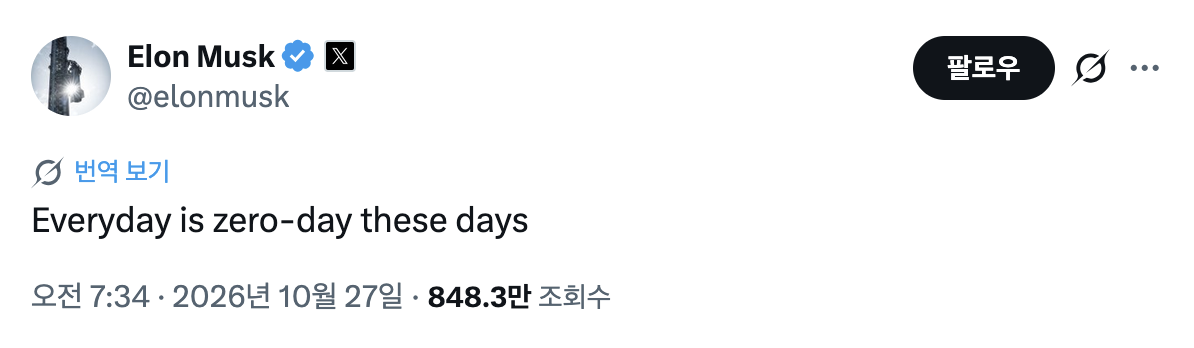 Elon Musk
@elonmusk
팔로우
번역 보기
Everyday is zero-day these days
오전 7:34 · 2026년 10월 27일 · 848.3만 조회수